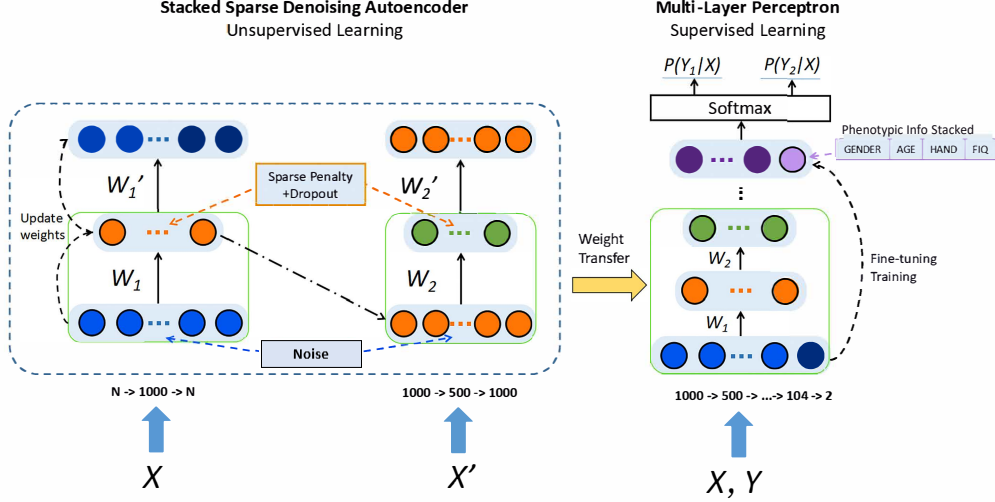 Stacked Sparse Denoising Autoencoder
Unsupervised Learning
Multi-Layer Perceptron
Supervised Learning
P(Y1|X)
P(Y2|X)
Softmax
Phenotypic Info Stacked
GENDER AGE HAND FIQ
W1’
Sparse Penalty
+Dropout
W2’
Update
weights
W1
W2
Noise
N -> 1000 -> N
1000 -> 500 -> 1000
X
X’
Weight
Transfer
W2
W1
Fine-tuning
Training
1000 -> 500 -> ...-> 104 -> 2
X, Y